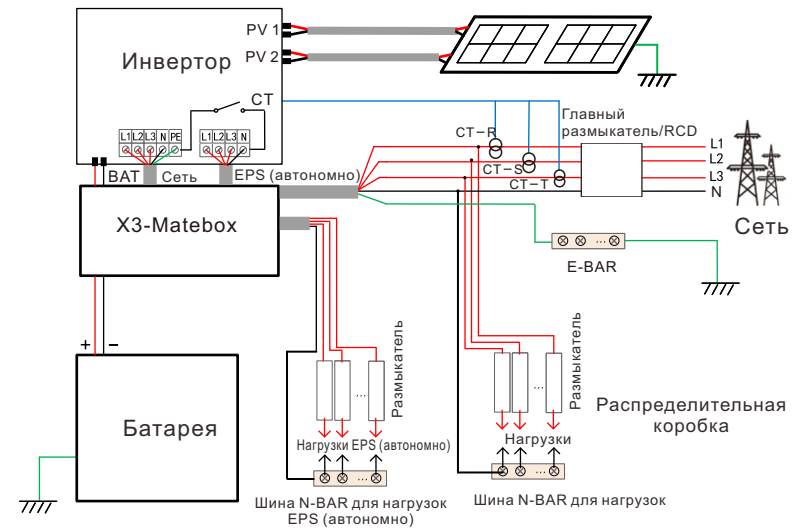 PV 1
PV 2
Инвертор
CT
L1 L2 L3 N PE
L1 L2 L3 N
BAT
Сеть
EPS (автономно)
X3-Matebox
CT–R
CT–S
CT–T
Главный
размыкатель/RCD
L1
L2
L3
N
Сеть
E-BAR
+ –
Батарея
Размыкатель
Нагрузки EPS (автономно)
Шина N-BAR для нагрузок
EPS (автономно)
Размыкатель
Нагрузки
Шина N-BAR для нагрузок
Распределительная
коробка